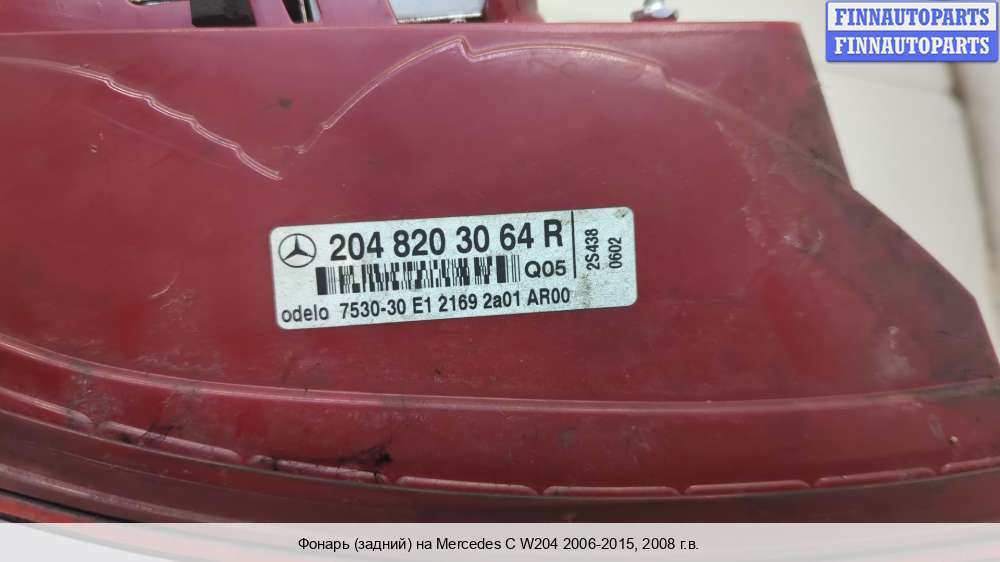 FINNAUTOPARTS
FINNAUTOPARTS
204 820 30 64 R
Q05
odelo 7530-30 E1 2169 2a01 AR00
2S438
0602
Фонарь (задний) на Mercedes C W204 2006-2015, 2008 г.в.